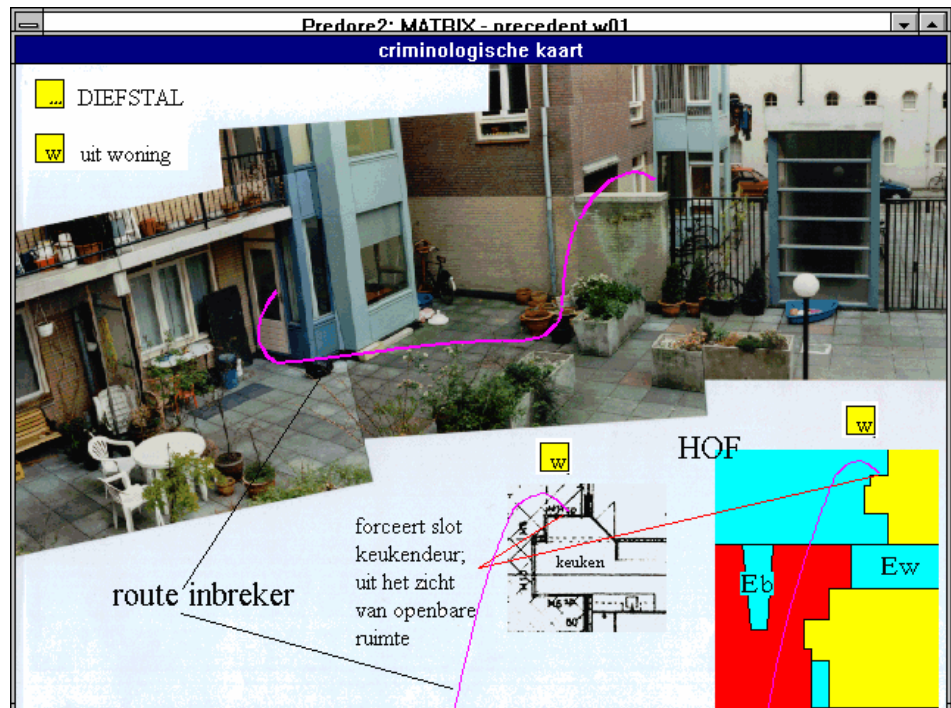 Predore2: MATRIX - precedent w01
criminologische kaart
... DIEFSTAL
w uit woning
w
w
HOF
forceert slot
keukendeur;
uit het zicht
van openbare
ruimte
keuken
route inbreker
Eb
Ew